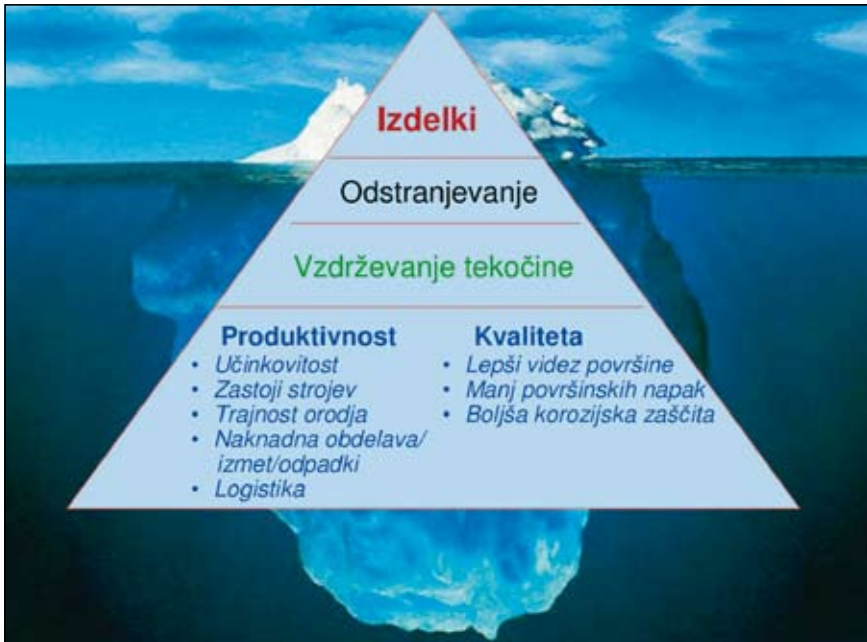 Izdelki
Odstranjevanje
Vzdrževanje tekočine
Produktivnost
• Učinkovitost
• Zastoji strojev
• Trajnost orodja
• Naknadna obdelava/
izmet/odpadki
• Logistika
Kvaliteta
• Lepši videz površine
• Manj površinskih napak
• Boljša korozijska zaščita